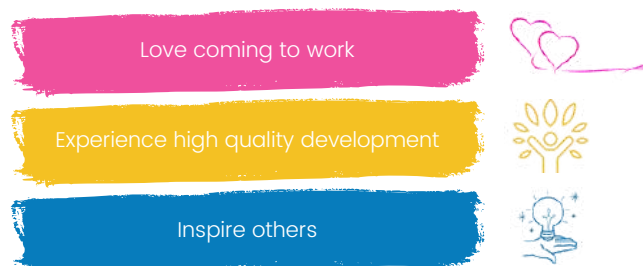 Love coming to work
Experience high quality development
Inspire others